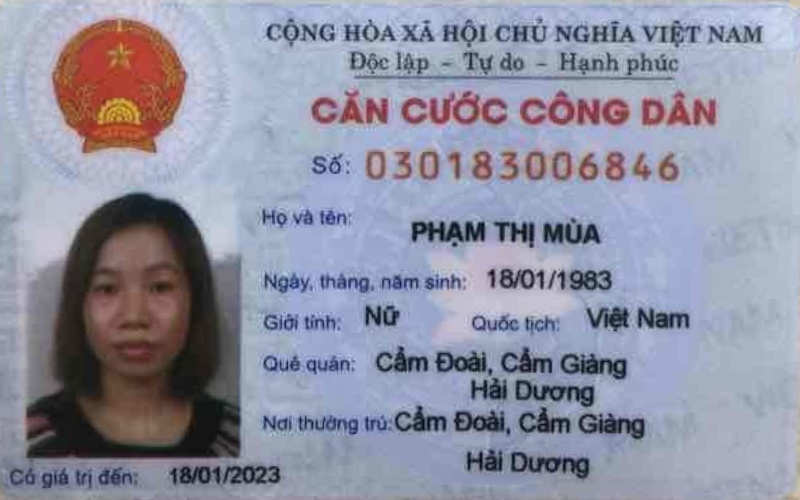 CỘNG HÒA XÃ HỘI CHỦ NGHĨA VIỆT NAM
Độc lập - Tự do - Hạnh phúc
CĂN CƯỚC CÔNG DÂN
Số: 030183006846
Họ và tên: PHẠM THỊ MÙA
Ngày, tháng, năm sinh: 18/01/1983
Giới tính: Nữ Quốc tịch: Việt Nam
Quê quán: Cẩm Đoài, Cẩm Giàng
Hải Dương
Nơi thường trú: Cẩm Đoài, Cẩm Giàng
Hải Dương
Có giá trị đến: 18/01/2023